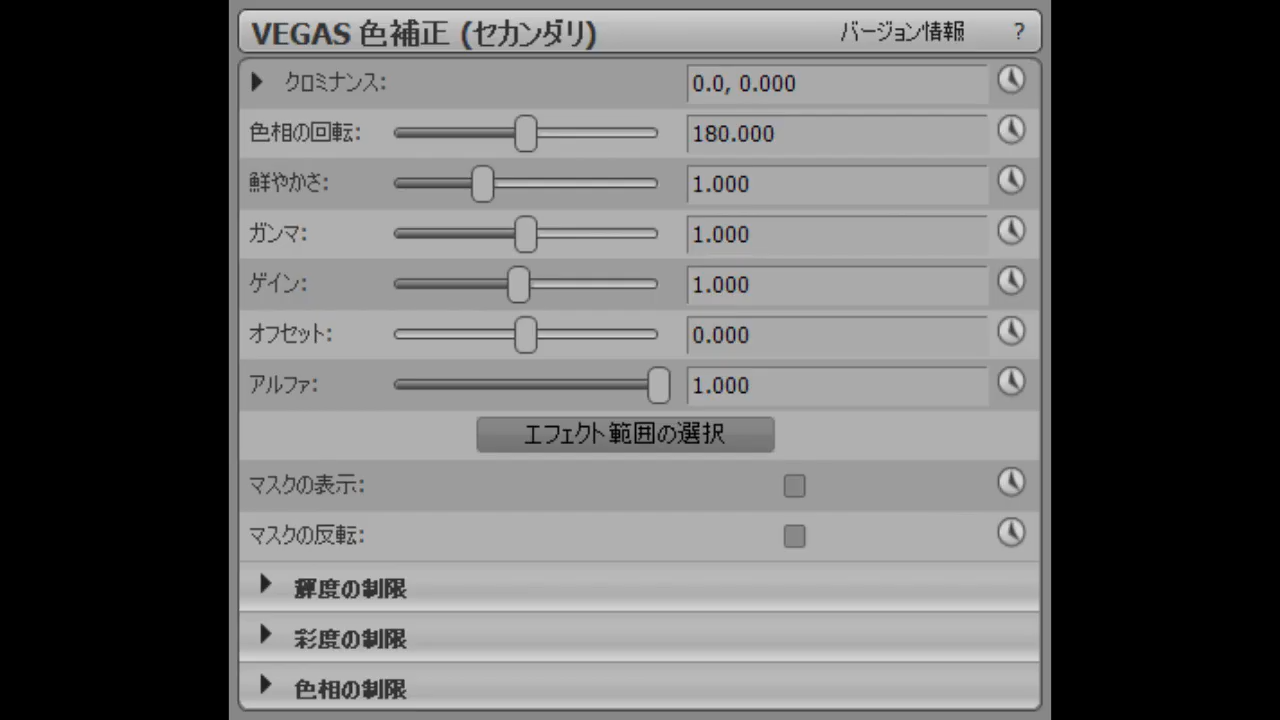 VEGAS 色補正 (セカンダリ) バージョン情報 ?
クロミナンス: 0.0, 0.000
色相の回転: 180.000
鮮やかさ: 1.000
ガンマ: 1.000
ゲイン: 1.000
オフセット: 0.000
アルファ: 1.000
エフェクト範囲の選択
マスクの表示:
マスクの反転:
輝度の制限
彩度の制限
色相の制限